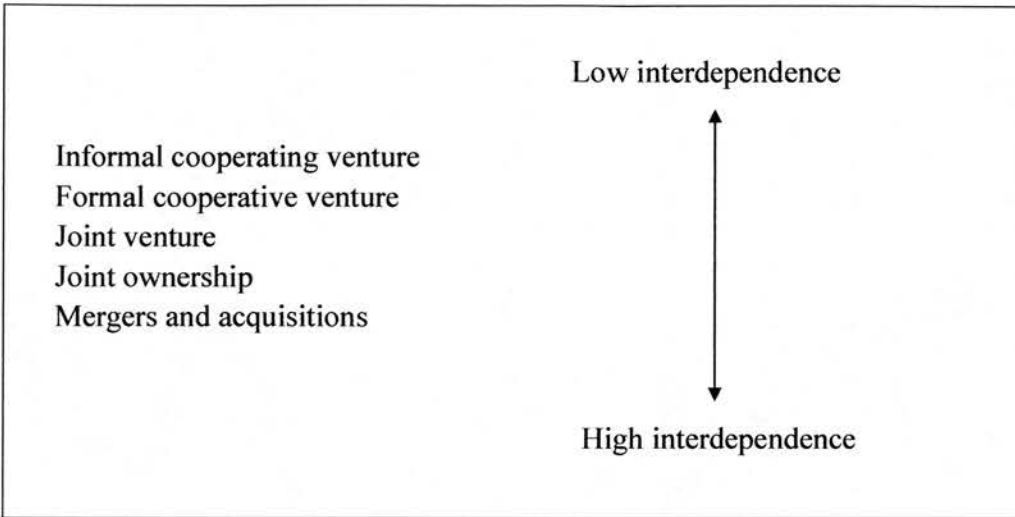 Low interdependence
Informal cooperating venture
Formal cooperative venture
Joint venture
Joint ownership
Mergers and acquisitions
High interdependence